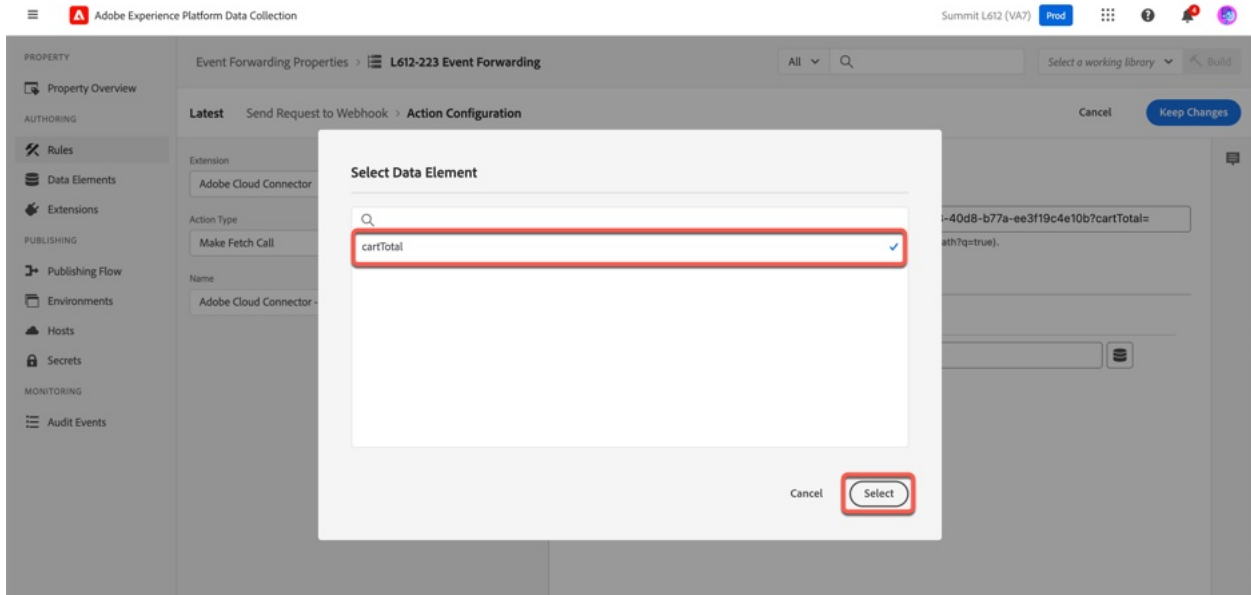 Adobe Experience Platform Data Collection
Summit L612 (VA7)
Prod
4
PROPERTY
Property Overview
AUTHORING
Rules
Data Elements
Extensions
PUBLISHING
Publishing Flow
Environments
Hosts
Secrets
MONITORING
Audit Events
Event Forwarding Properties > L612-223 Event Forwarding
All
Select a working library
Build
Latest Send Request to Webhook > Action Configuration
Cancel
Keep Changes
Extension
Adobe Cloud Connector
Action Type
Make Fetch Call
Name
Adobe Cloud Connector -
Select Data Element
cartTotal
Cancel
Select
-40d8-b77a-ee3f19c4e10b?cartTotal=
ath?q=true).